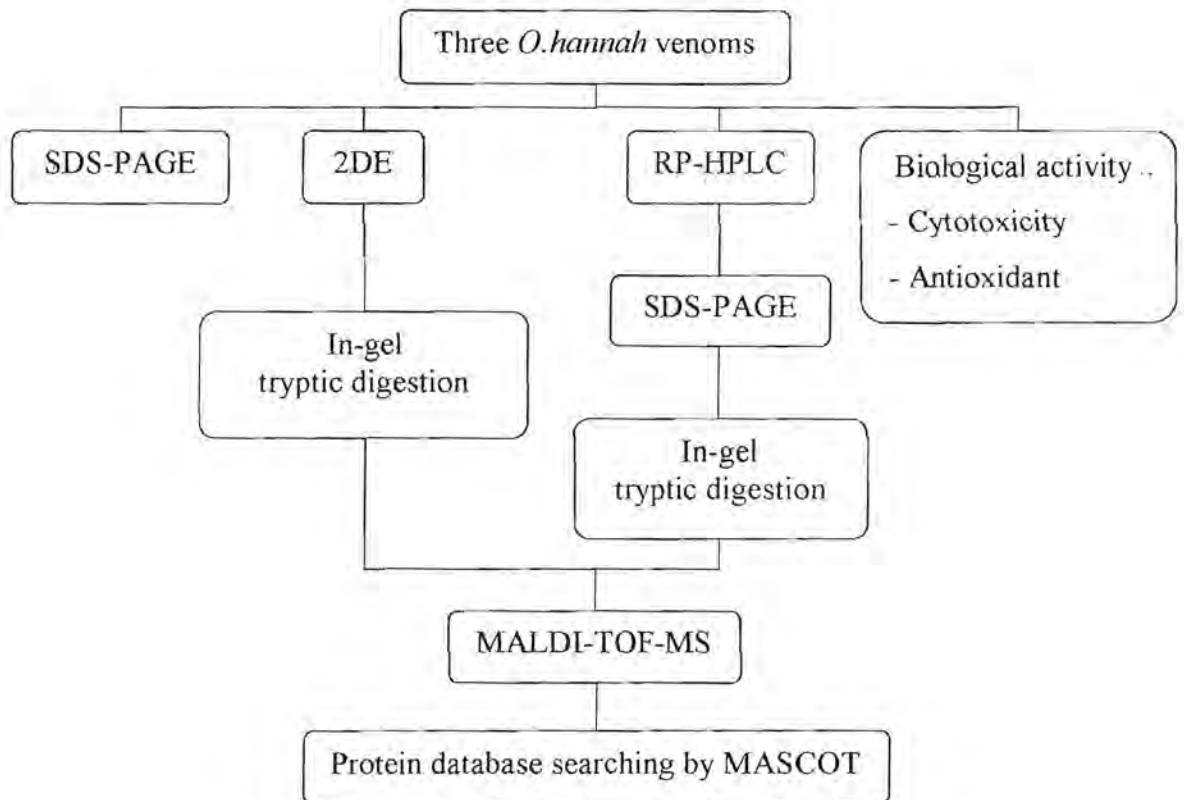 Three O.hannah venoms
SDS-PAGE
2DE
RP-HPLC
Biological activity
- Cytotoxicity
- Antioxidant
SDS-PAGE
In-gel
tryptic digestion
In-gel
tryptic digestion
MALDI-TOF-MS
Protein database searching by MASCOT